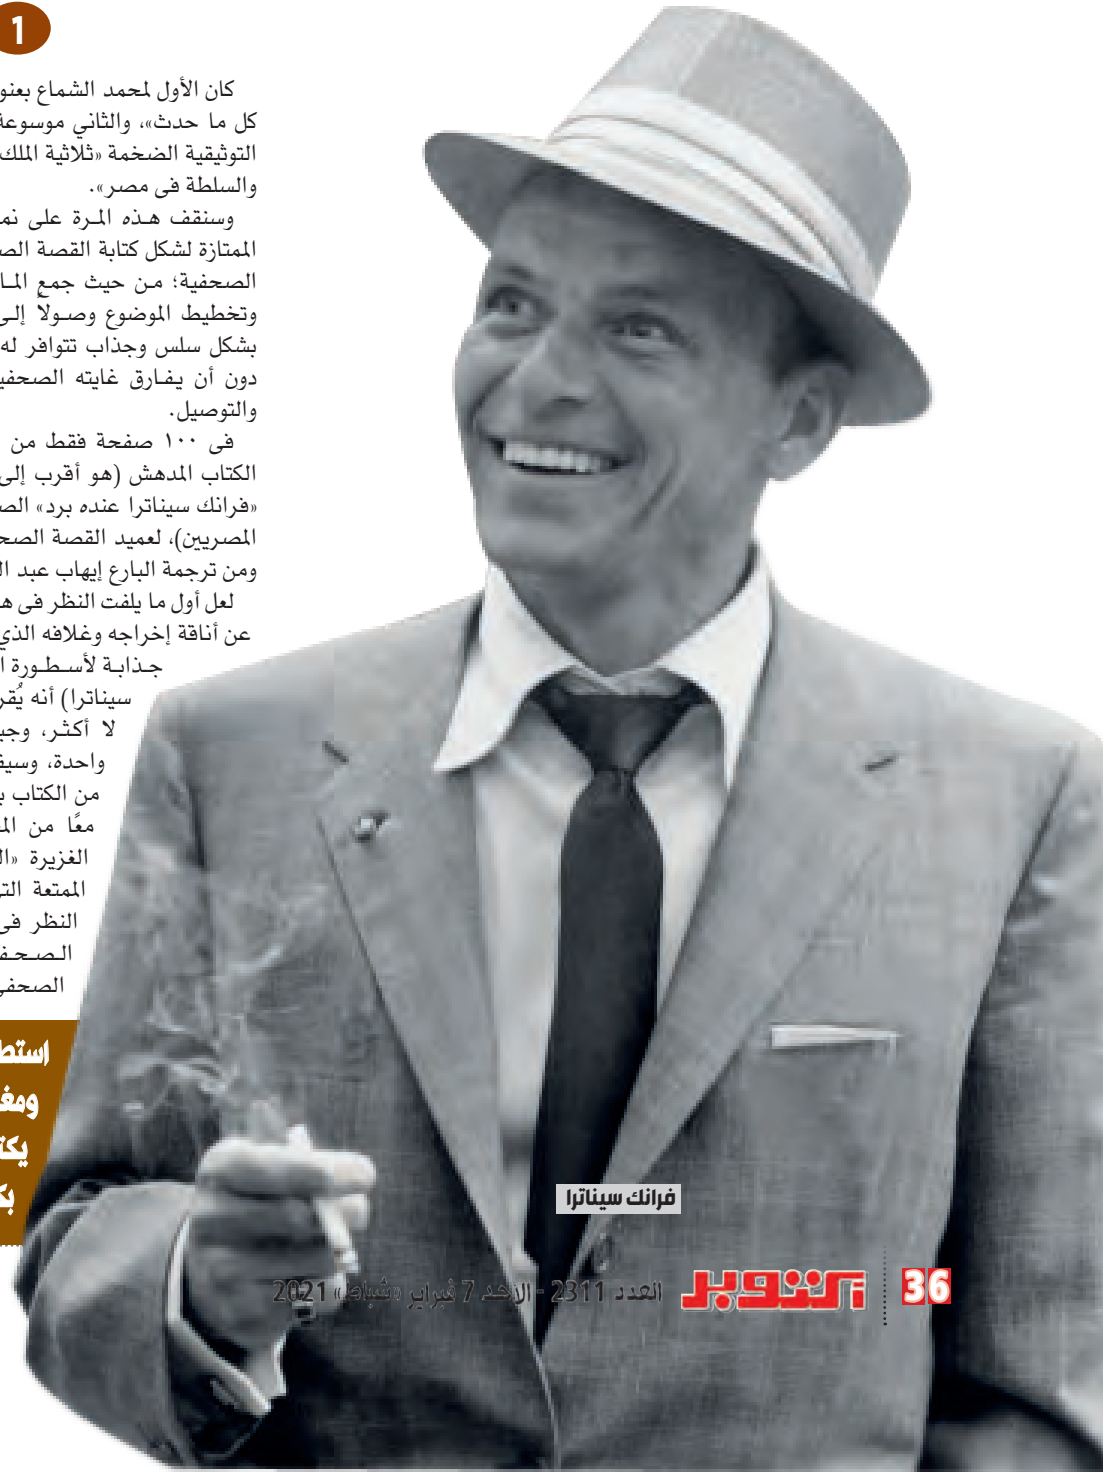 1
كان الأول لمحمد الشماع بعنو
كل ما حدث»، والثاني موسوعة
التوثيقية الضخمة «ثلاثية الملك
والسلطة فى مصر».
وسنقف هذه المرة على نم
الممتازة لشكل كتابة القصة الص
الصحفية؛ من حيث جمع الما
وتخطيط الموضوع وصولًا إلى
بشكل سلس وجذاب تتوافر له
دون أن يفارق غايته الصحفي
والتوصيل.
فى ١٠٠ صفحة فقط من
الكتاب المدهش (هو أقرب إلى
«فرانك سيناترا عنده برد» الص
المصريين)، لعميد القصة الصح
ومن ترجمة البارع إيهاب عبد ال
لعل أول ما يلفت النظر فى ه
عن أناقة إخراجه وغلافه الذي
جذابة لأسطورة ا
سيناترا) أنه يُقر
لا أكثر، وجب
واحدة، وسيف
من الكتاب ب
معًا من الم
الغزيرة «ال
الممتعة الت
النظر فى
الصحف
الصحفي
استط
ومغ
يكت
بك
فرانك سيناترا
36 أكتوبر العدد 2311 - الأحد 7 فبراير «شباط» 2021